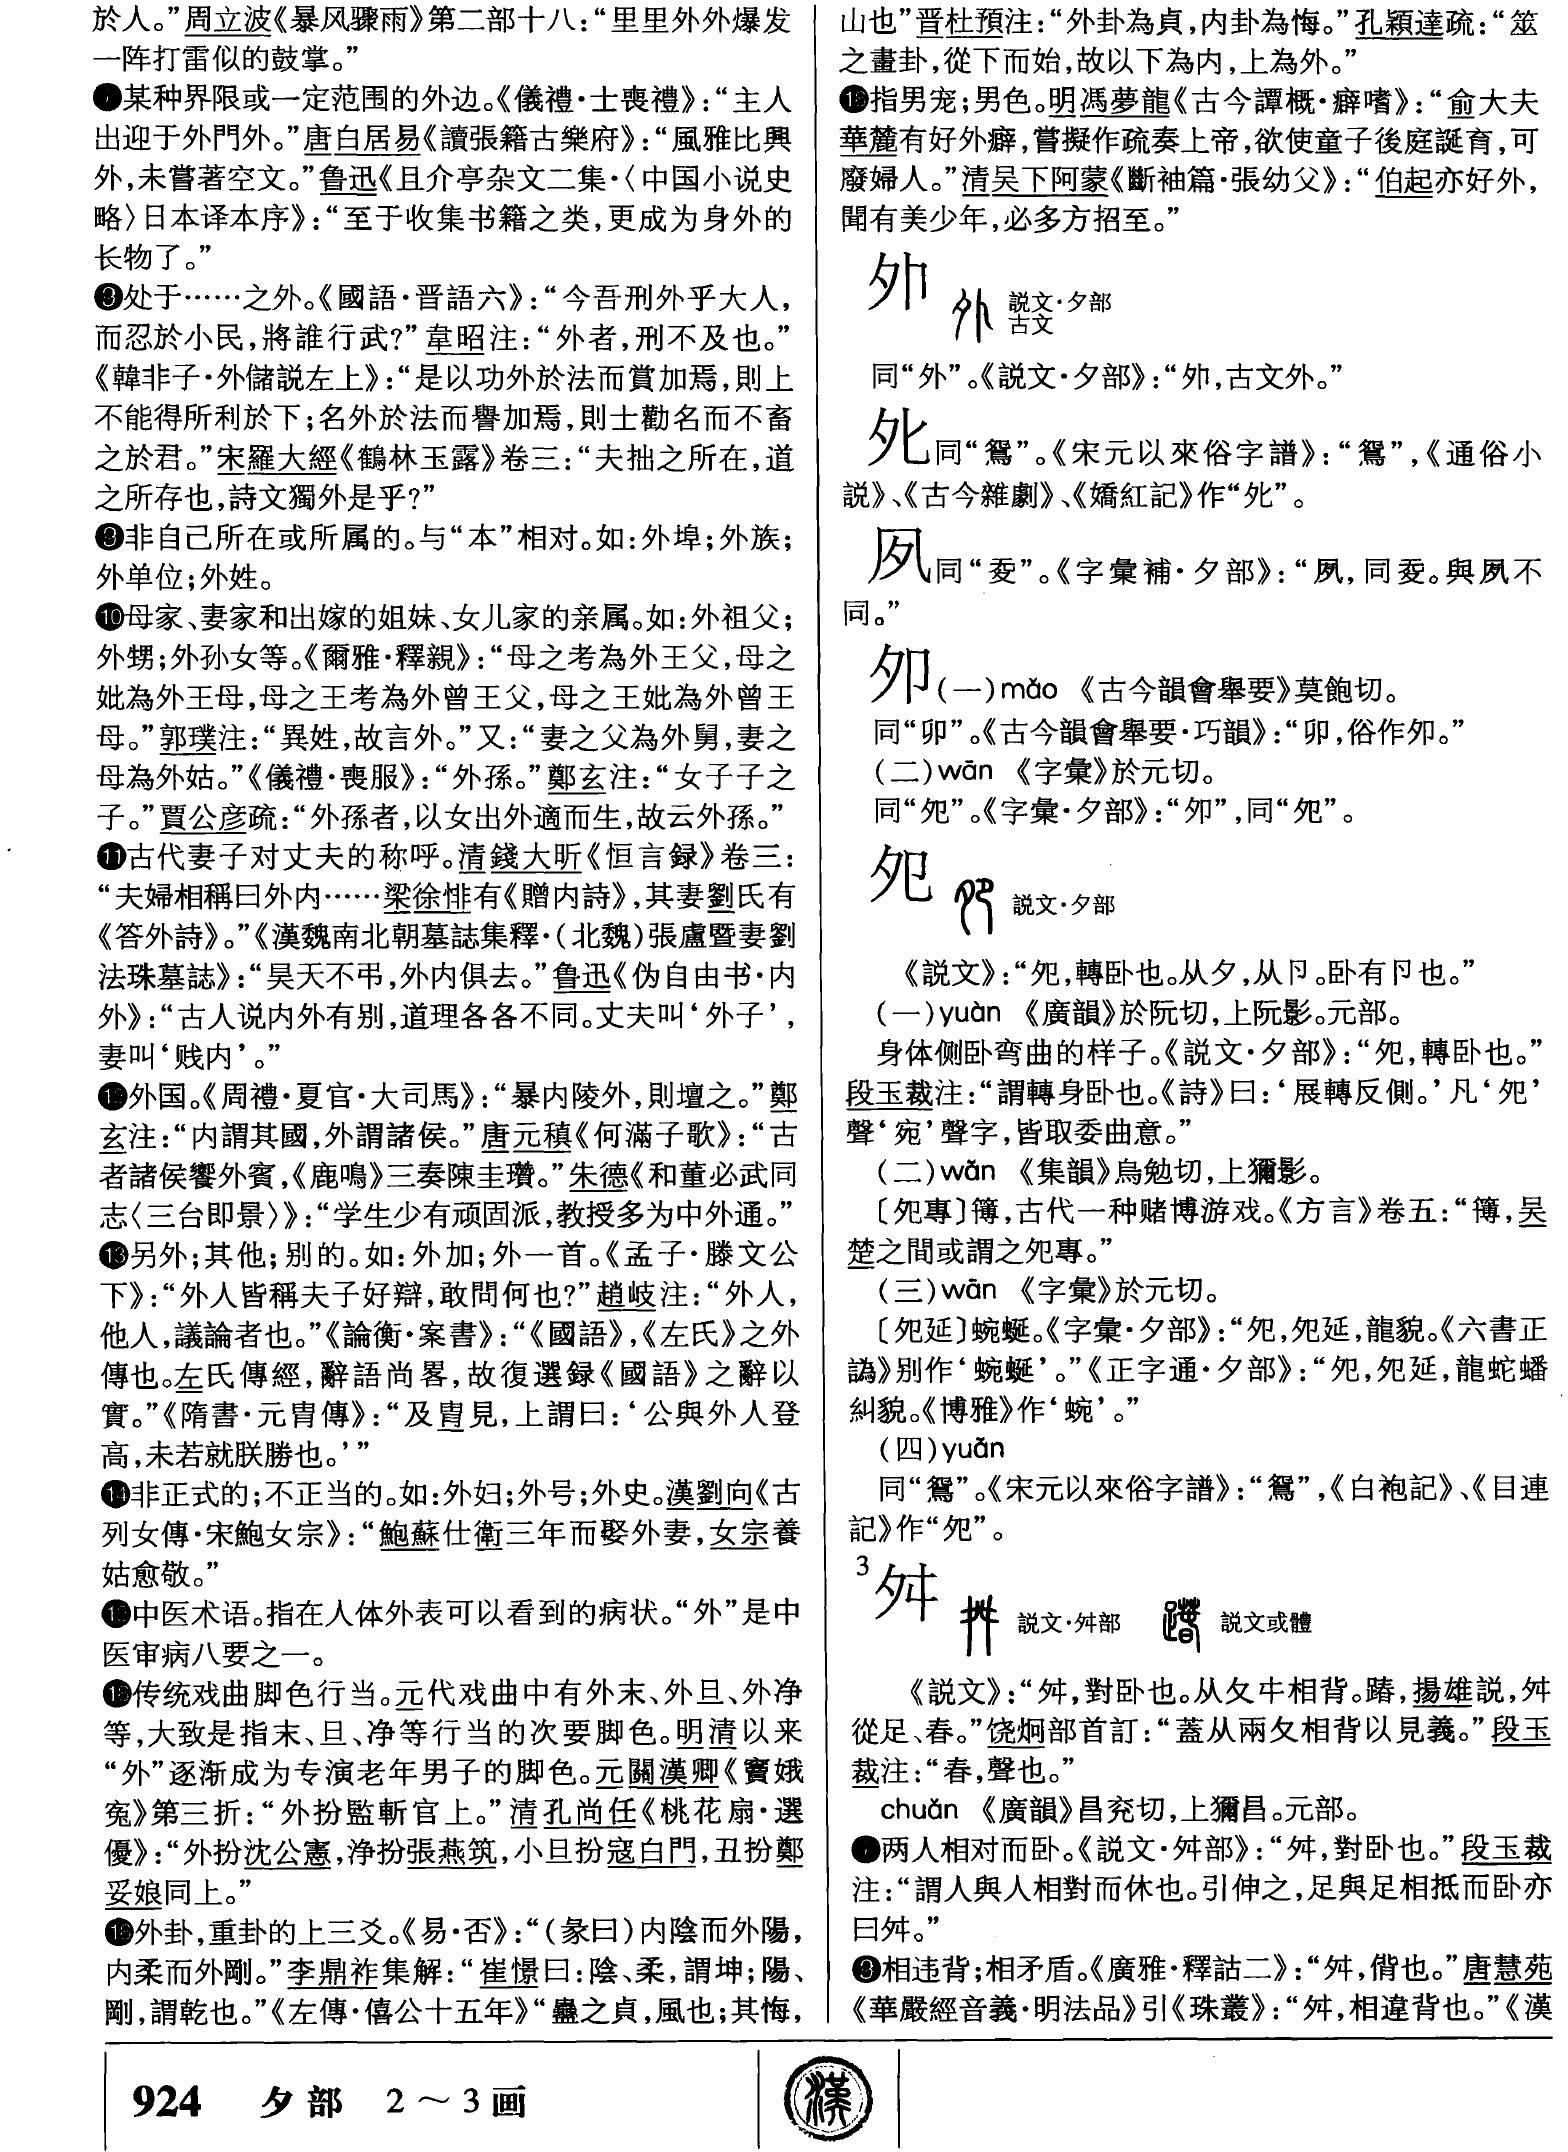 於人。”周立波《暴风骤雨》第二部十八：“里里外外爆发
一阵打雷似的鼓掌。”
❼某种界限或一定范围的外边。《儀禮·士喪禮》：“主人
出迎于外門外。”唐白居易《讀張籍古樂府》：“風雅比興
外，未嘗著空文。”鲁迅《且介亭杂文二集·〈中国小说史
略〉日本译本序》：“至于收集书籍之类，更成为身外的
长物了。”
❽处于……之外。《國語·晋語六》：“今吾刑外乎大人，
而忍於小民，將誰行武？”韋昭注：“外者，刑不及也。”
《韓非子·外儲説左上》：“是以功外於法而賞加焉，則上
不能得所利於下；名外於法而譽加焉，則士勸名而不畜
之於君。”宋羅大經《鶴林玉露》卷三：“夫拙之所在，道
之所存也，詩文獨外是乎？”
❾非自己所在或所属的。与“本”相对。如：外埠；外族；
外单位；外姓。
❿母家、妻家和出嫁的姐妹、女儿家的亲属。如：外祖父；
外甥；外孙女等。《爾雅·釋親》：“母之考為外王父，母之
妣為外王母，母之王考為外曾王父，母之王妣為外曾王
母。”郭璞注：“異姓，故言外。”又：“妻之父為外舅，妻之
母為外姑。”《儀禮·喪服》：“外孫。”鄭玄注：“女子子之
子。”賈公彦疏：“外孫者，以女出外適而生，故云外孫。”
⓫古代妻子对丈夫的称呼。清錢大昕《恒言録》卷三：
“夫婦相稱曰外内……梁徐悱有《贈内詩》，其妻劉氏有
《答外詩》。”《漢魏南北朝墓誌集釋·（北魏）張盧暨妻劉
法珠墓誌》：“昊天不弔，外内俱去。”鲁迅《伪自由书·内
外》：“古人说内外有别，道理各各不同。丈夫叫‘外子’，
妻叫‘贱内’。”
⓬外国。《周禮·夏官·大司馬》：“暴内陵外，則壇之。”鄭
玄注：“内謂其國，外謂諸侯。”唐元稹《何滿子歌》：“古
者諸侯饗外賓，《鹿鳴》三奏陳圭瓚。”朱德《和董必武同
志〈三台即景〉》：“学生少有顽固派，教授多为中外通。”
⓭另外；其他；别的。如：外加；外一首。《孟子·滕文公
下》：“外人皆稱夫子好辯，敢問何也？”趙岐注：“外人，
他人，議論者也。”《論衡·案書》：“《國語》，《左氏》之外
傳也。左氏傳經，辭語尚畧，故復選録《國語》之辭以
實。”《隋書·元胄傳》：“及胄見，上謂曰：‘公與外人登
高，未若就朕勝也。’”
⓮非正式的；不正当的。如：外妇；外号；外史。漢劉向《古
列女傳·宋鮑女宗》：“鮑蘇仕衛三年而娶外妻，女宗養
姑愈敬。”
⓯中医术语。指在人体外表可以看到的病状。“外”是中
医审病八要之一。
⓰传统戏曲脚色行当。元代戏曲中有外末、外旦、外净
等，大致是指末、旦、净等行当的次要脚色。明清以来
“外”逐渐成为专演老年男子的脚色。元關漢卿《竇娥
寃》第三折：“外扮監斬官上。”清孔尚任《桃花扇·選
優》：“外扮沈公憲，净扮張燕筑，小旦扮寇白門，丑扮鄭
妥娘同上。”
⓱外卦，重卦的上三爻。《易·否》：“（彖曰）内陰而外陽，
内柔而外剛。”李鼎祚集解：“崔憬曰：陰、柔，謂坤；陽、
剛，謂乾也。”《左傳·僖公十五年》“蠱之貞，風也；其悔，
山也”晋杜預注：“外卦為貞，内卦為悔。”孔穎達疏：“筮
之畫卦，從下而始，故以下為内，上為外。”
⓲指男宠；男色。明馮夢龍《古今譚概·癖嗜》：“俞大夫
華麓有好外癖，嘗擬作疏奏上帝，欲使童子後庭誕育，可
廢婦人。”清吴下阿蒙《斷袖篇·張幼父》：“伯起亦好外，
聞有美少年，必多方招至。”
夘 説文·夕部
古文
同“外”。《説文·夕部》：“，古文外。”
同“鴛”。《宋元以來俗字譜》：“鴛”，《通俗小
説》、《古今雜劇》、《嬌紅記》作“”。
同“㚆”。《字彙補·夕部》：“，同㚆。與夙不
同。”
夘（一）mǎo 《古今韻會舉要》莫飽切。
同“卯”。《古今韻會舉要·巧韻》：“卯，俗作夘。”
（二）wān 《字彙》於元切。
同“夗”。《字彙·夕部》：“夘”，同“夗”。
夗 説文·夕部
《説文》：“夗，轉卧也。从夕，从卪。卧有卪也。”
（一）yuàn 《廣韻》於阮切，上阮影。元部。
身体侧卧弯曲的样子。《説文·夕部》：“夗，轉卧也。”
段玉裁注：“謂轉身卧也。《詩》曰：‘展轉反側。’凡‘夗’
聲‘宛’聲字，皆取委曲意。”
（二）wǎn 《集韻》烏勉切，上獮影。
〔夗專〕簙，古代一种赌博游戏。《方言》卷五：“簙，吴
楚之間或謂之夗專。”
（三）wān 《字彙》於元切。
〔夗延〕蜿蜒。《字彙·夕部》：“夗，夗延，龍貌。《六書正
譌》别作‘蜿蜒’。”《正字通·夕部》：“夗，夗延，龍蛇蟠
糾貌。《博雅》作‘蜿’。”
（四）yuān
同“鴛”。《宋元以來俗字譜》：“鴛”，《白袍記》、《目連
記》作“夗”。
3 舛 説文·舛部 説文或體
《説文》：“舛，對卧也。从夊㐄相背。踳，揚雄説，舛
從足、春。”饶炯部首訂：“蓋从兩夊相背以見義。”段玉
裁注：“春，聲也。”
chuǎn 《廣韻》昌兖切，上獮昌。元部。
❶两人相对而卧。《説文·舛部》：“舛，對卧也。”段玉裁
注：“謂人與人相對而休也。引伸之，足與足相抵而卧亦
曰舛。”
❷相违背；相矛盾。《廣雅·釋詁二》：“舛，偝也。”唐慧苑
《華嚴經音義·明法品》引《珠叢》：“舛，相違背也。”《漢
924 夕部 2～3画
漢